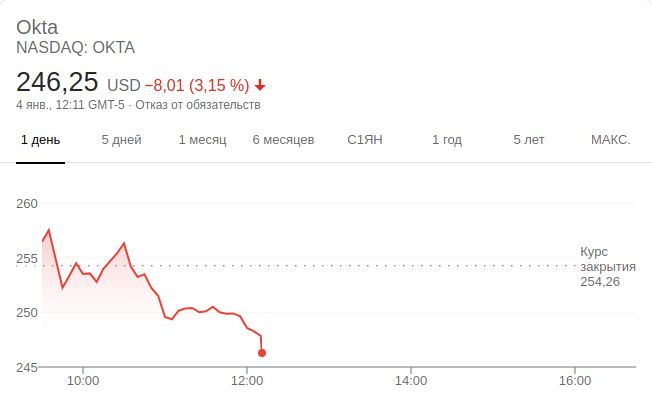 Okta
NASDAQ: OKTA
246,25 USD −8,01 (3,15 %)
4 янв., 12:11 GMT-5 · Отказ от обязательств
1 день 5 дней 1 месяц 6 месяцев С1ЯН 1 год 5 лет МАКС.
260
255
250
245
Курс
закрытия
254,26
10:00 12:00 14:00 16:00